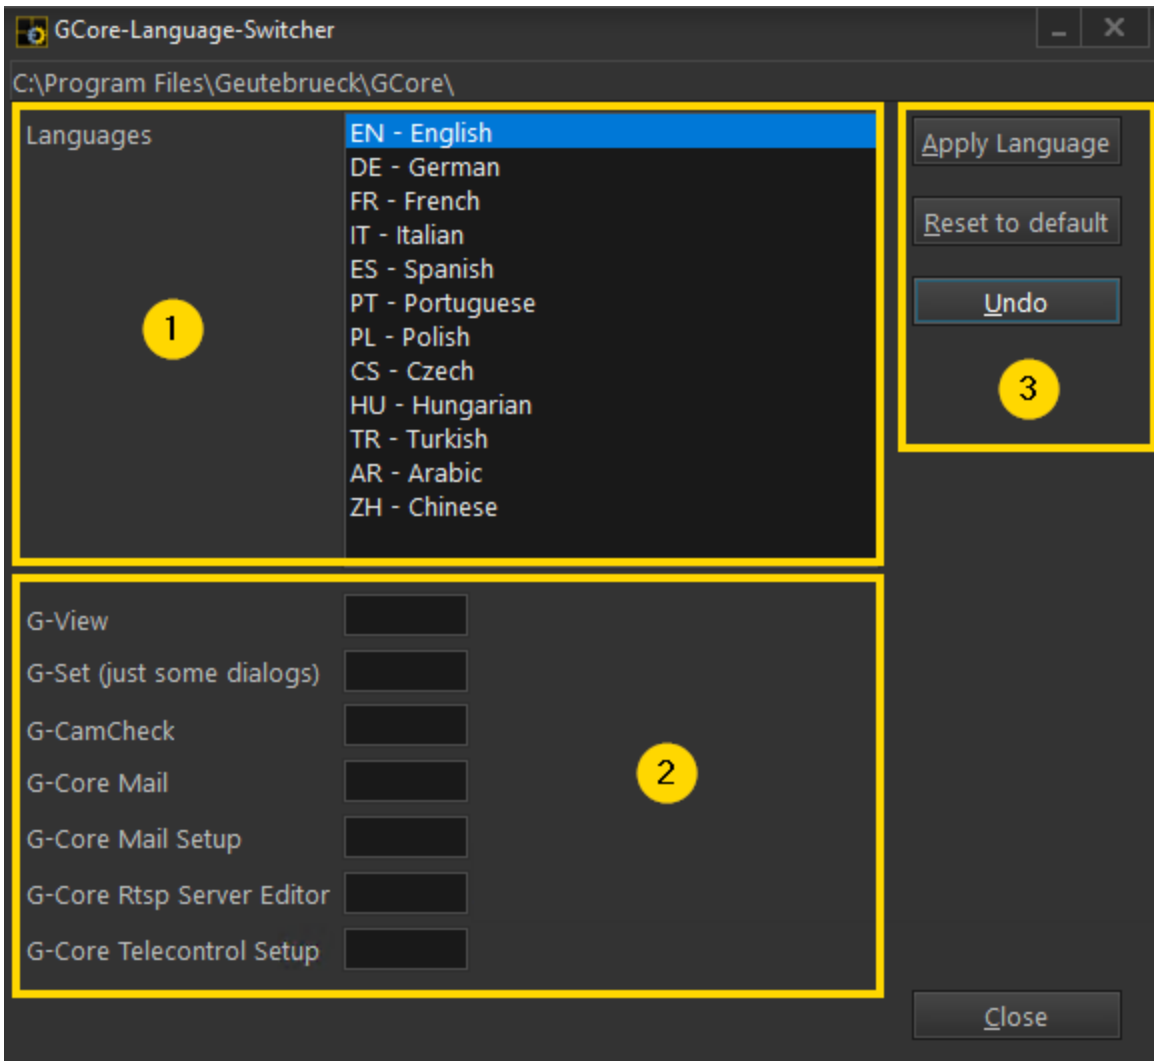 GCore-Language-Switcher
C:\Program Files\Geutebrueck\GCore\
Languages
EN - English
DE - German
FR - French
IT - Italian
ES - Spanish
PT - Portuguese
PL - Polish
CS - Czech
HU - Hungarian
TR - Turkish
AR - Arabic
ZH - Chinese
1
Apply Language
Reset to default
Undo
3
G-View
G-Set (just some dialogs)
G-CamCheck
G-Core Mail
G-Core Mail Setup
G-Core Rtsp Server Editor
G-Core Telecontrol Setup
2
Close